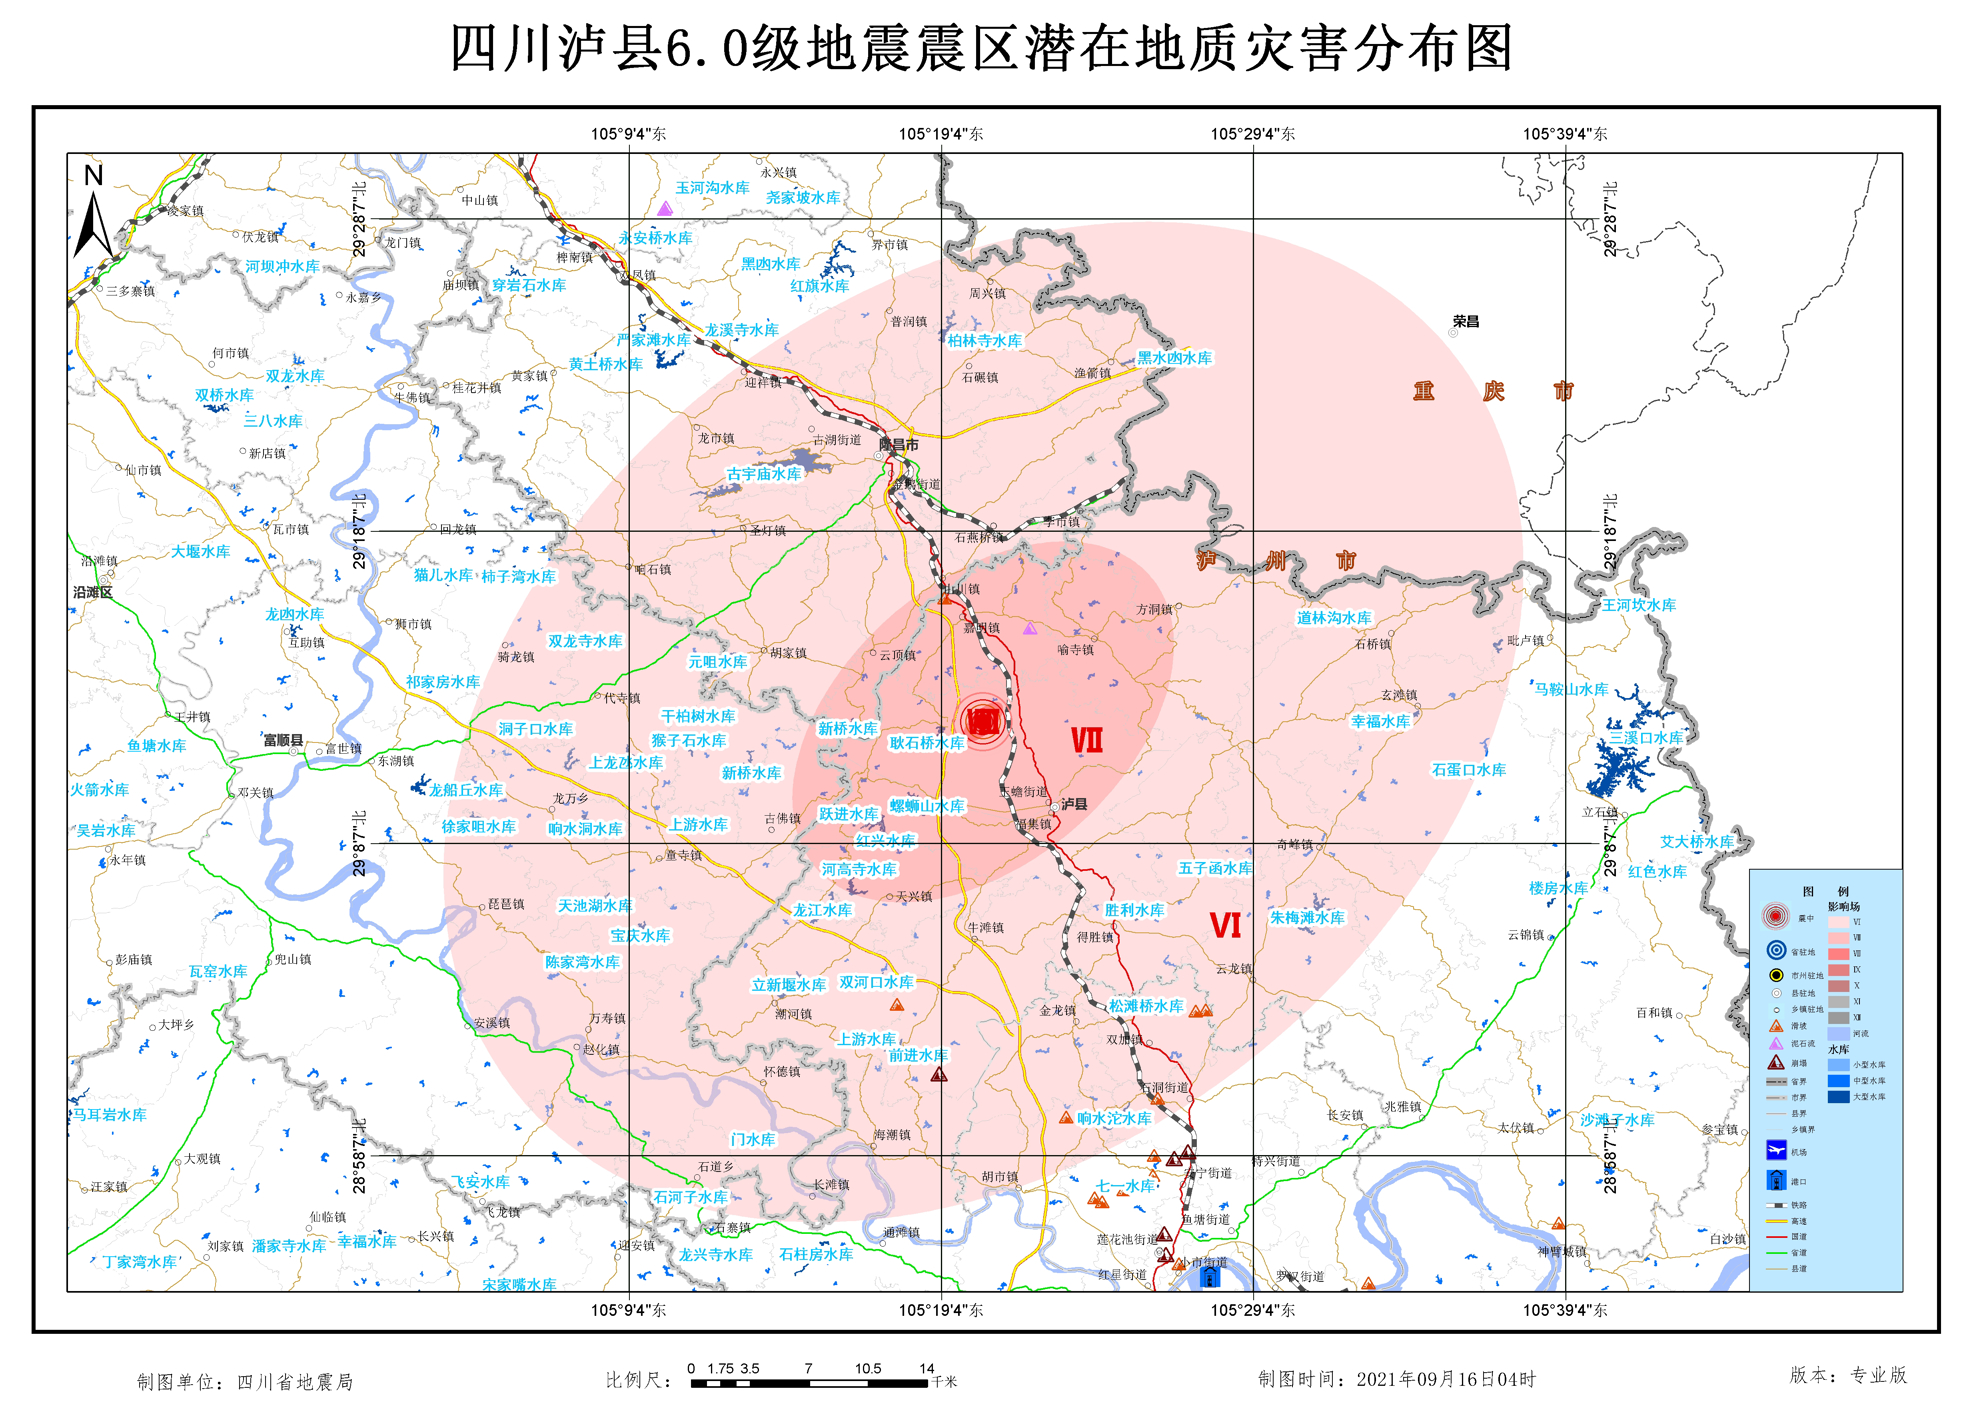 四川泸县6.0级地震震区潜在地质灾害分布图
105°9'4"东
105°19'4"东
105°29'4"东
105°39'4"东
N
29°28'7"北
29°28'7"北
29°18'7"北
29°18'7"北
29°8'7"北
29°8'7"北
28°58'7"北
28°58'7"北
永兴镇
玉河沟水库
尧家坡水库
中山镇
凌家镇
伏龙镇
龙门镇
永安桥水库
界市镇
椑南镇
河坝冲水库
黑凼水库
双凤镇
庙坝镇
穿岩石水库
红旗水库
三多寨镇
永嘉乡
周兴镇
普润镇
荣昌
龙溪寺水库
严家滩水库
柏林寺水库
何市镇
黄土桥水库
黑水凼水库
双龙水库
黄家镇
迎祥镇
石碾镇
渔箭镇
桂花井镇
双桥水库
牛佛镇
重庆市
三八水库
龙市镇
古湖街道
隆昌市
新店镇
仙市镇
古宇庙水库
金鹅街道
瓦市镇
回龙镇
圣灯镇
李市镇
石燕桥镇
大堰水库
沿滩镇
泸州市
沿滩区
猫儿水库
柿子湾水库
响石镇
山川镇
方洞镇
王河坎水库
龙凼水库
狮市镇
道林沟水库
嘉明镇
互助镇
双龙寺水库
石桥镇
毗卢镇
骑龙镇
元咀水库
胡家镇
云顶镇
喻寺镇
祁家房水库
马鞍山水库
代寺镇
玄滩镇
王井镇
干柏树水库
幸福水库
洞子口水库
新桥水库
三溪口水库
富顺县
富世镇
猴子石水库
耿石桥水库
Ⅶ
鱼塘水库
东湖镇
上龙氹水库
新桥水库
石蛋口水库
火箭水库
邓关镇
龙船丘水库
龙万乡
玉蟾街道
泸县
螺蛳山水库
跃进水库
立石镇
吴岩水库
徐家咀水库
响水洞水库
上游水库
古佛镇
福集镇
红兴水库
奇峰镇
艾大桥水库
永年镇
童寺镇
河高寺水库
五子函水库
红色水库
楼房水库
天兴镇
琵琶镇
天池湖水库
龙江水库
胜利水库
Ⅵ
朱梅滩水库
宝庆水库
牛滩镇
得胜镇
云锦镇
彭庙镇
兜山镇
陈家湾水库
瓦窑水库
云龙镇
立新堰水库
双河口水库
松滩桥水库
大坪乡
安溪镇
万寿镇
潮河镇
金龙镇
百和镇
赵化镇
上游水库
双加镇
前进水库
怀德镇
石洞街道
马耳岩水库
响水沱水库
长安镇
兆雅镇
沙滩子水库
太伏镇
参宝镇
门水库
海潮镇
大观镇
石道乡
特兴街道
汪家镇
飞安水库
长滩镇
胡市镇
安宁街道
石河子水库
七一水库
飞龙镇
仙临镇
石寨镇
鱼塘街道
刘家镇
潘家寺水库
幸福水库
长兴镇
迎安镇
龙兴寺水库
石柱房水库
通滩镇
莲花池街道
神臂城镇
白沙镇
丁家湾水库
小市街道
红星街道
罗汉街道
宋家嘴水库
图例
震中
省驻地
市州驻地
县驻地
乡镇驻地
滑坡
泥石流
崩塌
省界
市界
县界
乡镇界
机场
港口
铁路
高速
国道
省道
县道
影响场
Ⅵ
Ⅶ
Ⅷ
Ⅸ
Ⅹ
Ⅺ
Ⅻ
河流
水库
小型水库
中型水库
大型水库
105°9'4"东
105°19'4"东
105°29'4"东
105°39'4"东
制图单位：四川省地震局
比例尺：
0 1.75 3.5 7 10.5 14
千米
制图时间：2021年09月16日04时
版本：专业版